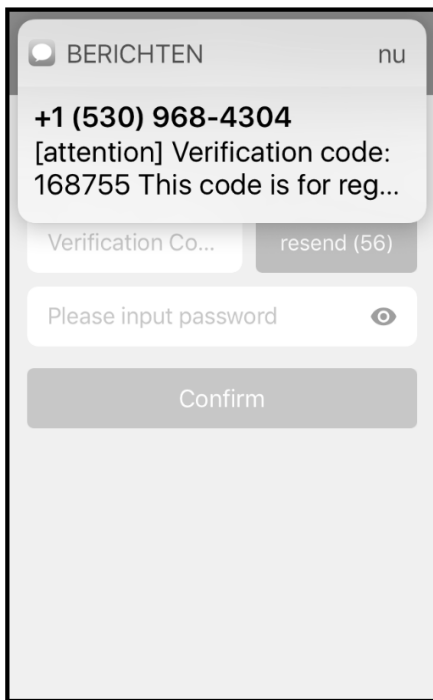 BERICHTEN nu
+1 (530) 968-4304
[attention] Verification code:
168755 This code is for reg...
Verification Co... resend (56)
Please input password
Confirm